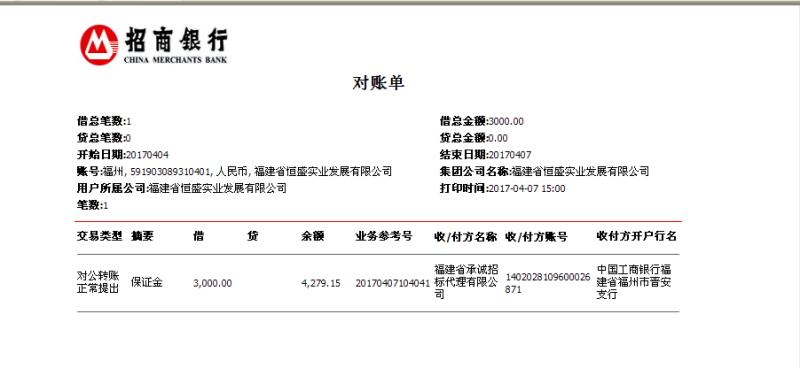 招商银行
CHINA MERCHANTS BANK
对账单
借总笔数:1 借总金额:3000.00
贷总笔数:0 贷总金额:0.00
开始日期:20170404 结束日期:20170407
账号:福州, 591903089310401, 人民币, 福建省恒盛实业发展有限公司 集团公司名称:福建省恒盛实业发展有限公司
用户所属公司:福建省恒盛实业发展有限公司 打印时间:2017-04-07 15:00
笔数:1
交易类型 摘要 借 贷 余额 业务参考号 收/付方名称 收/付方账号 收付方开户行名
对公转账
正常提出
保证金
3,000.00
4,279.15
20170407104041
福建省承诚招
标代理有限公
司
1402028109600026
871
中国工商银行福
建省福州市晋安
支行